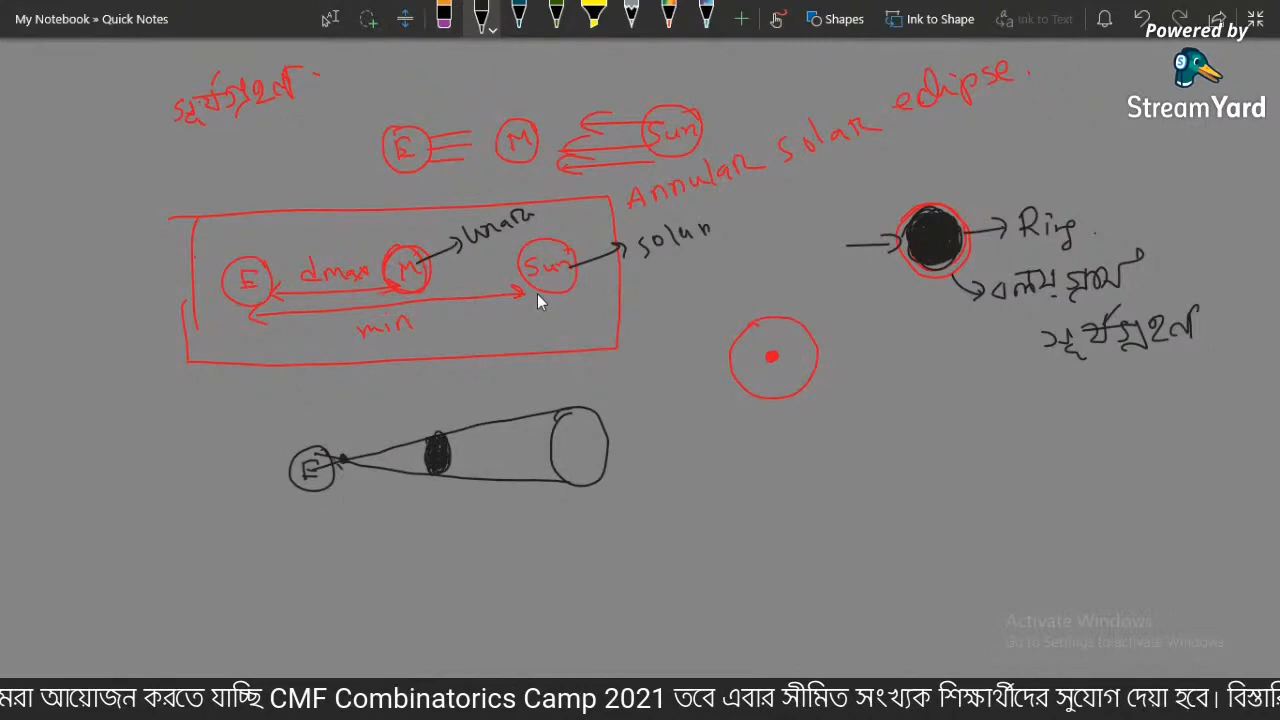 My Notebook » Quick Notes
Shapes
Ink to Shape
Ink to Text
Powered by
StreamYard
সূর্যগ্রহণ
E M Sun
Annular solar eclipse.
E dmax M Sun
min
solar
Ring
বলয় গ্রাস
সূর্যগ্রহণ
E
Activate Windows
Go to Settings to activate Windows.
মরা আয়োজন করতে যাচ্ছি CMF Combinatorics Camp 2021 তবে এবার সীমিত সংখ্যক শিক্ষার্থীদের সুযোগ দেয়া হবে। বিস্তারি